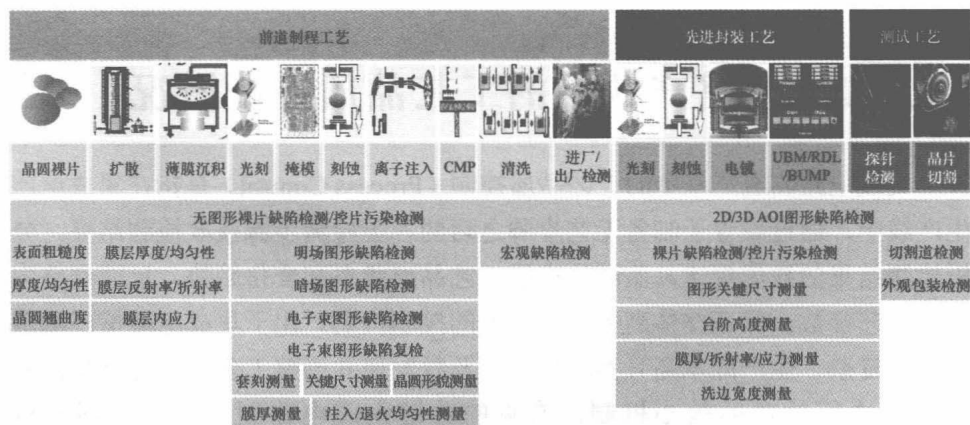 前道制程工艺 先进封装工艺 测试工艺
晶圆裸片 扩散 薄膜沉积 光刻 掩模 刻蚀 离子注入 CMP 清洗 进厂/出厂检测 光刻 刻蚀 电镀 UBM/RDL/BUMP 探针检测 晶片切割
无图形裸片缺陷检测/控片污染检测 2D/3D AOI图形缺陷检测
表面粗糙度 膜层厚度/均匀性 明场图形缺陷检测 宏观缺陷检测 裸片缺陷检测/控片污染检测 切割道检测
厚度/均匀性 膜层反射率/折射率 暗场图形缺陷检测 图形关键尺寸测量 外观包装检测
晶圆翘曲度 膜层内应力 电子束图形缺陷检测 台阶高度测量
电子束图形缺陷复检 膜厚/折射率/应力测量
套刻测量 关键尺寸测量 晶圆形貌测量 洗边宽度测量
膜厚测量 注入/退火均匀性测量